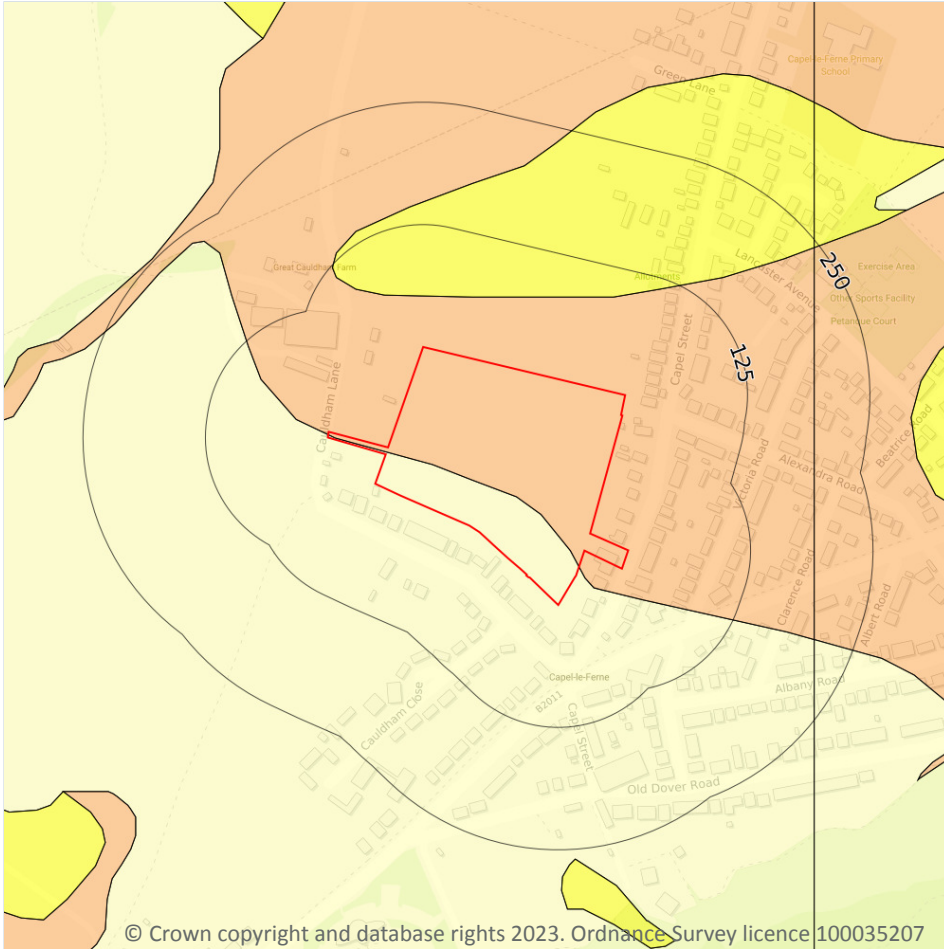 Capel-le-Ferne Primary
School
Green Lane
Great Cauldham Farm
Allotments
Lancaster Avenue
250
Exercise Area
Other Sports Facility
Petanque Court
Capel Street
125
Cauldham Lane
Beatrice Road
Victoria Road
Alexandra Road
Clarence Road
Albert Road
Capel-le-Ferne
Albany Road
B2011
Cauldham Close
Capel Street
Old Dover Road
© Crown copyright and database rights 2023. Ordnance Survey licence 100035207